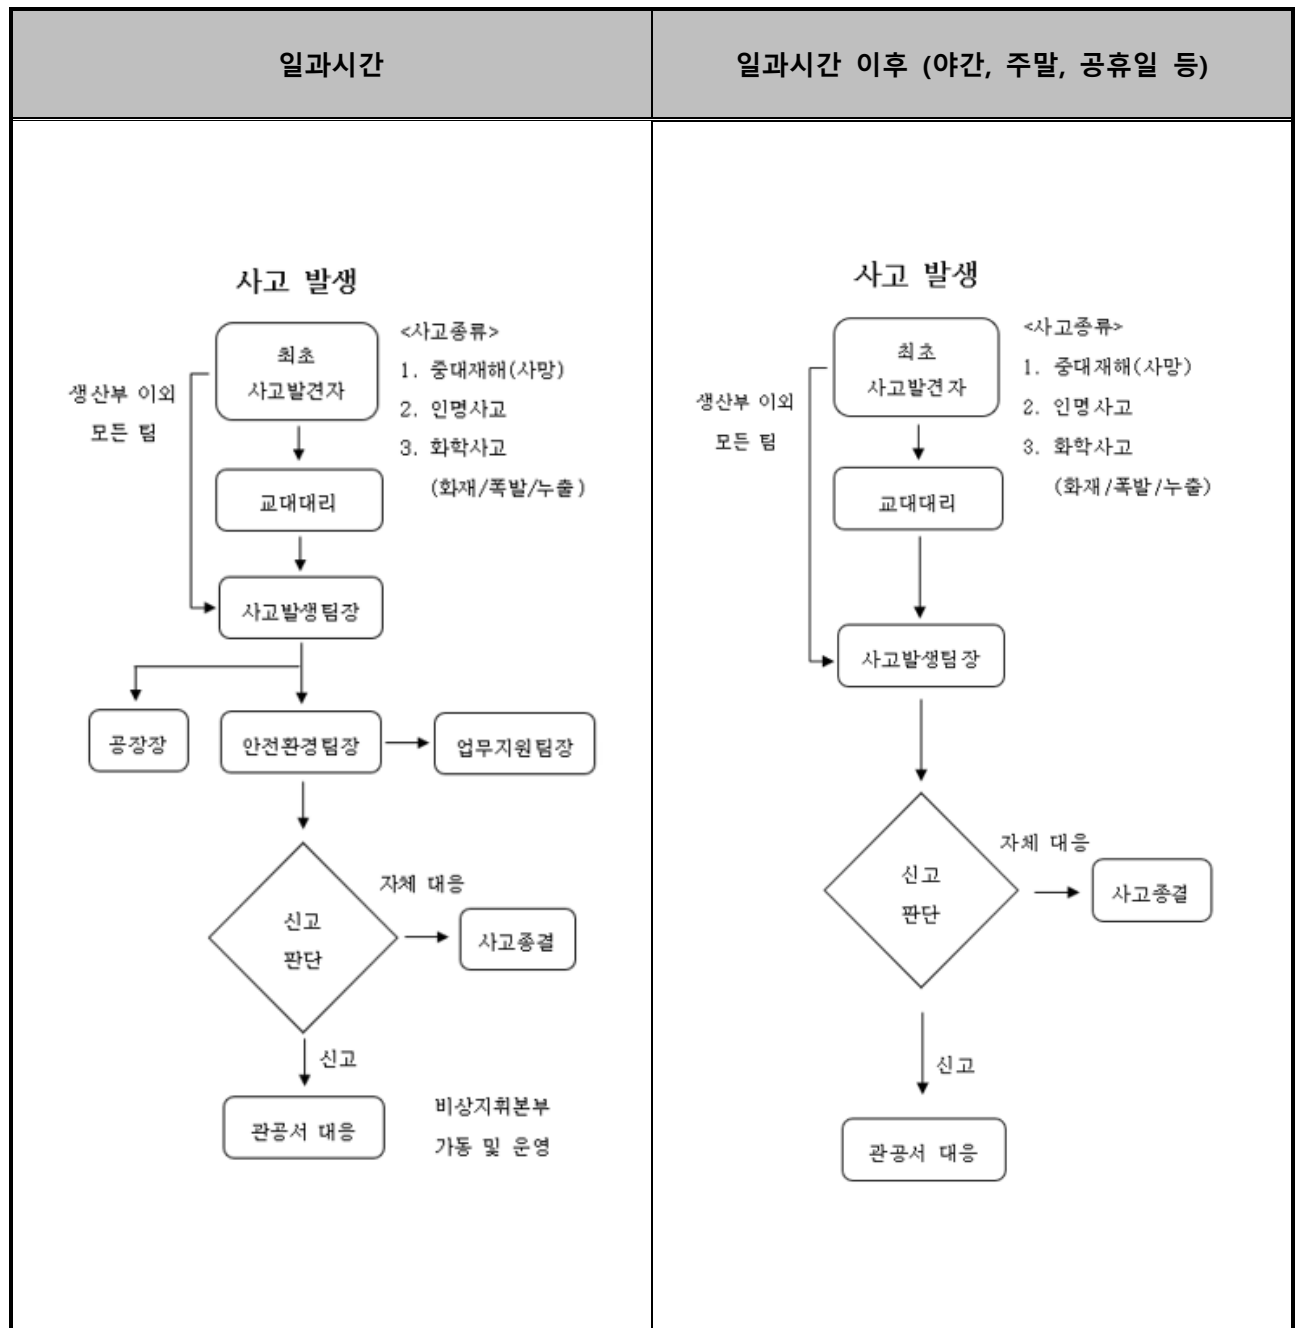 일과시간
일과시간 이후 (야간, 주말, 공휴일 등)
사고 발생
최초
사고발견자
<사고종류>
1. 중대재해(사망)
2. 인명사고
3. 화학사고
(화재/폭발/누출)
생산부 이외
모든 팀
교대대리
사고발생팀장
공장장
안전환경팀장
업무지원팀장
신고
판단
자체 대응
사고종결
신고
관공서 대응
비상지휘본부
가동 및 운영
사고 발생
최초
사고발견자
<사고종류>
1. 중대재해(사망)
2. 인명사고
3. 화학사고
(화재/폭발/누출)
생산부 이외
모든 팀
교대대리
사고발생팀장
신고
판단
자체 대응
사고종결
신고
관공서 대응